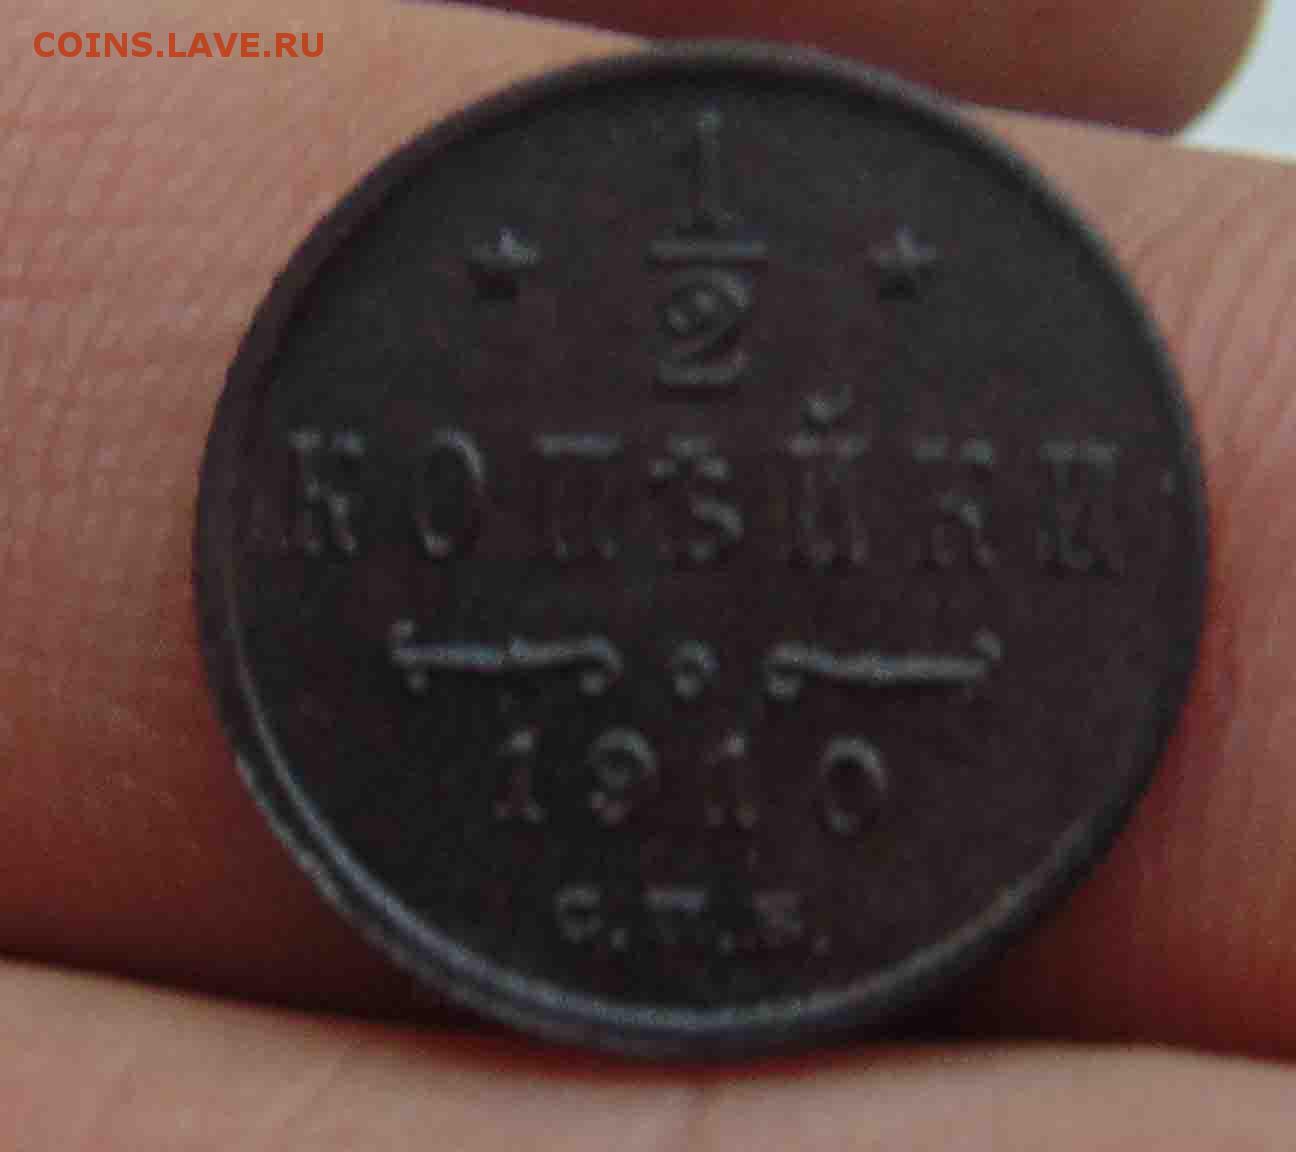 COINS.LAVE.RU
* 1/2 *
КОПѢЙКИ
1910
С.П.Б.